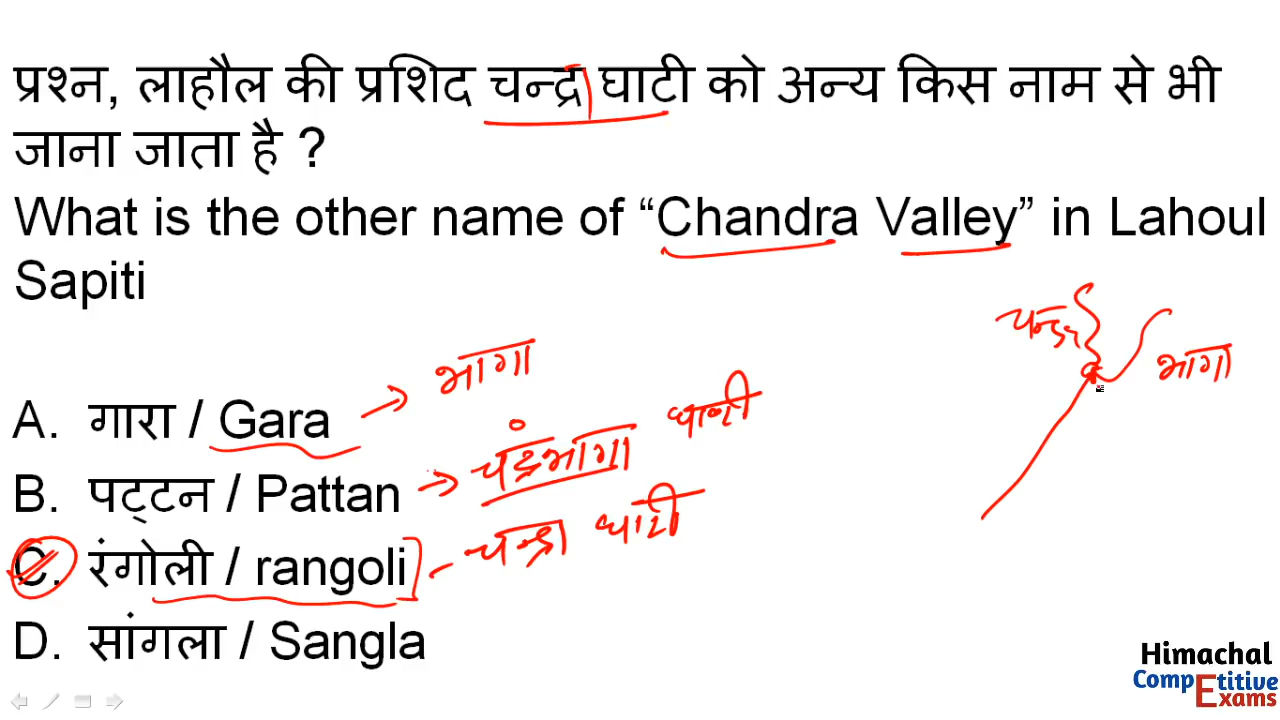 प्रश्न, लाहौल की प्रशिद चन्द्रा घाटी को अन्य किस नाम से भी
जाना जाता है ?
What is the other name of “Chandra Valley” in Lahoul
Sapiti
चन्द्रा
भागा
A. गारा / Gara → भागा
B. पट्टन / Pattan → चंद्रभागा घाटी
C. रंगोली / rangoli - चन्द्रा घाटी
D. सांगला / Sangla
Himachal
CompEtitive
Exams